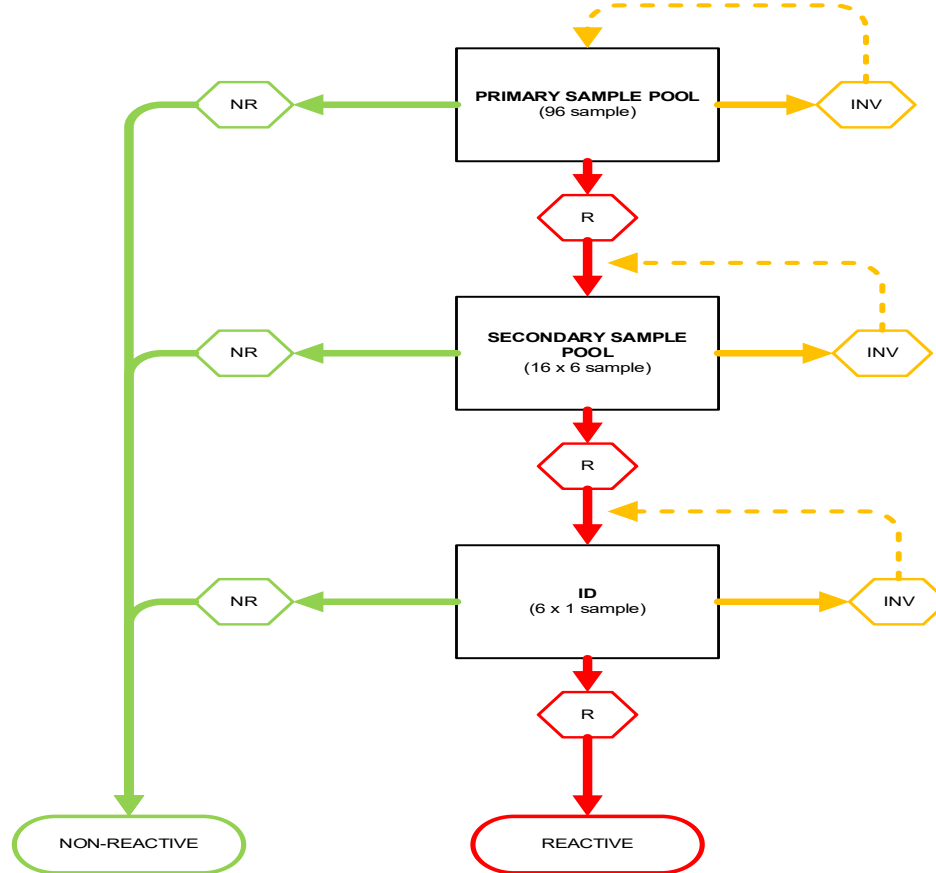 NR
PRIMARY SAMPLE POOL
(96 sample)
INV
R
NR
SECONDARY SAMPLE
POOL
(16 x 6 sample)
INV
R
NR
ID
(6 x 1 sample)
INV
R
NON-REACTIVE
REACTIVE